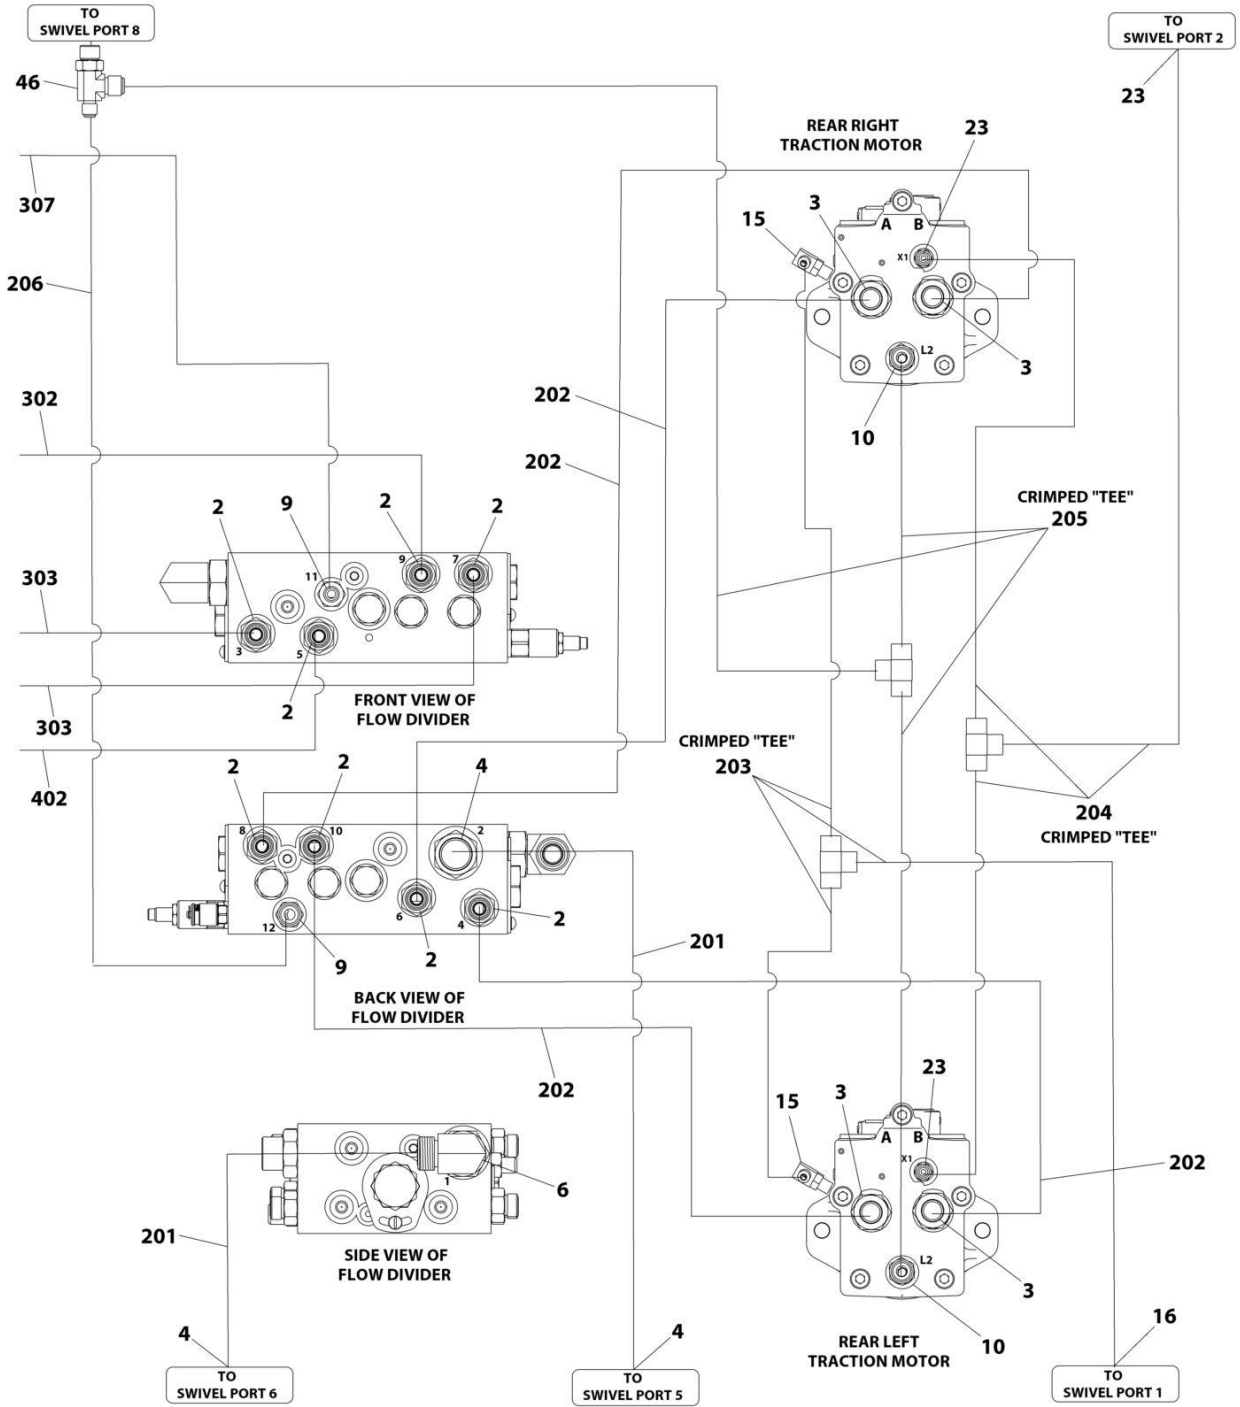 TO
SWIVEL PORT 8
TO
SWIVEL PORT 2
46
23
REAR RIGHT
TRACTION MOTOR
23
307
3
15
A B
X1
206
L2
3
302
202
10
202
CRIMPED "TEE"
205
2
9
2
2
9
7
11
303
2
3
5
2
FRONT VIEW OF
FLOW DIVIDER
303
CRIMPED "TEE"
203
402
2
2
4
204
CRIMPED "TEE"
8
10
2
6
4
2
12
9
2
201
BACK VIEW OF
FLOW DIVIDER
202
23
15
3
A B
X1
202
1
6
201
SIDE VIEW OF
FLOW DIVIDER
L2
3
10
4
4
16
REAR LEFT
TRACTION MOTOR
TO
SWIVEL PORT 6
TO
SWIVEL PORT 5
TO
SWIVEL PORT 1